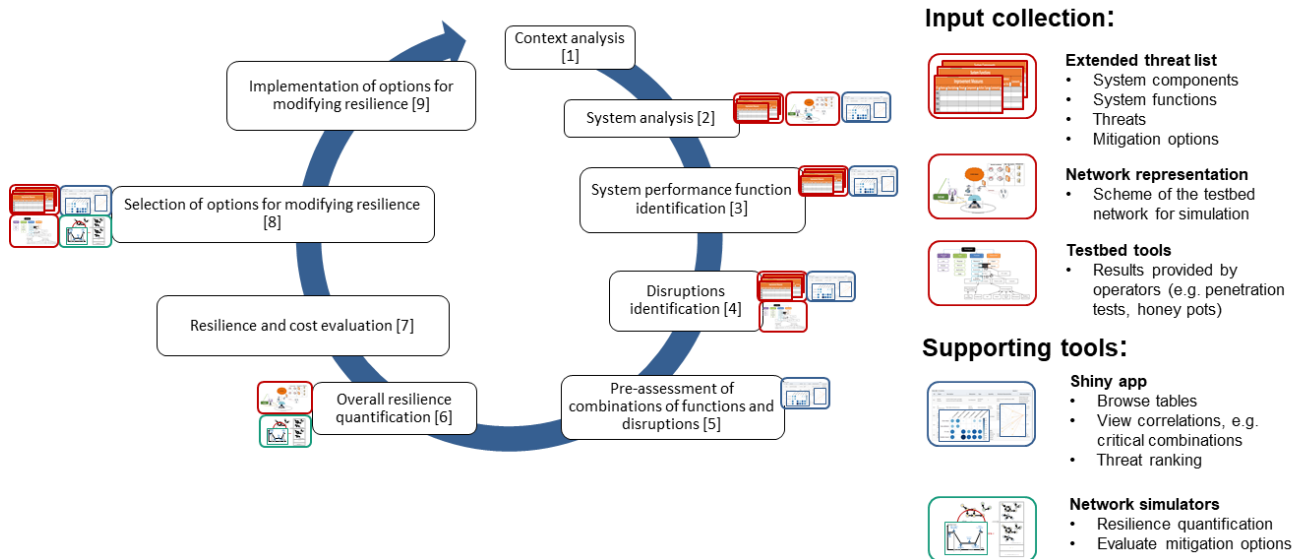 Context analysis
[1]
System analysis [2]
System performance function
identification [3]
Disruptions
identification [4]
Pre-assessment of
combinations of functions and
disruptions [5]
Overall resilience
quantification [6]
Resilience and cost evaluation [7]
Selection of options for modifying resilience
[8]
Implementation of options for
modifying resilience [9]
Input collection:
Extended threat list
• System components
• System functions
• Threats
• Mitigation options
Network representation
• Scheme of the testbed
network for simulation
Testbed tools
• Results provided by
operators (e.g. penetration
tests, honey pots)
Supporting tools:
Shiny app
• Browse tables
• View correlations, e.g.
critical combinations
• Threat ranking
Network simulators
• Resilience quantification
• Evaluate mitigation options